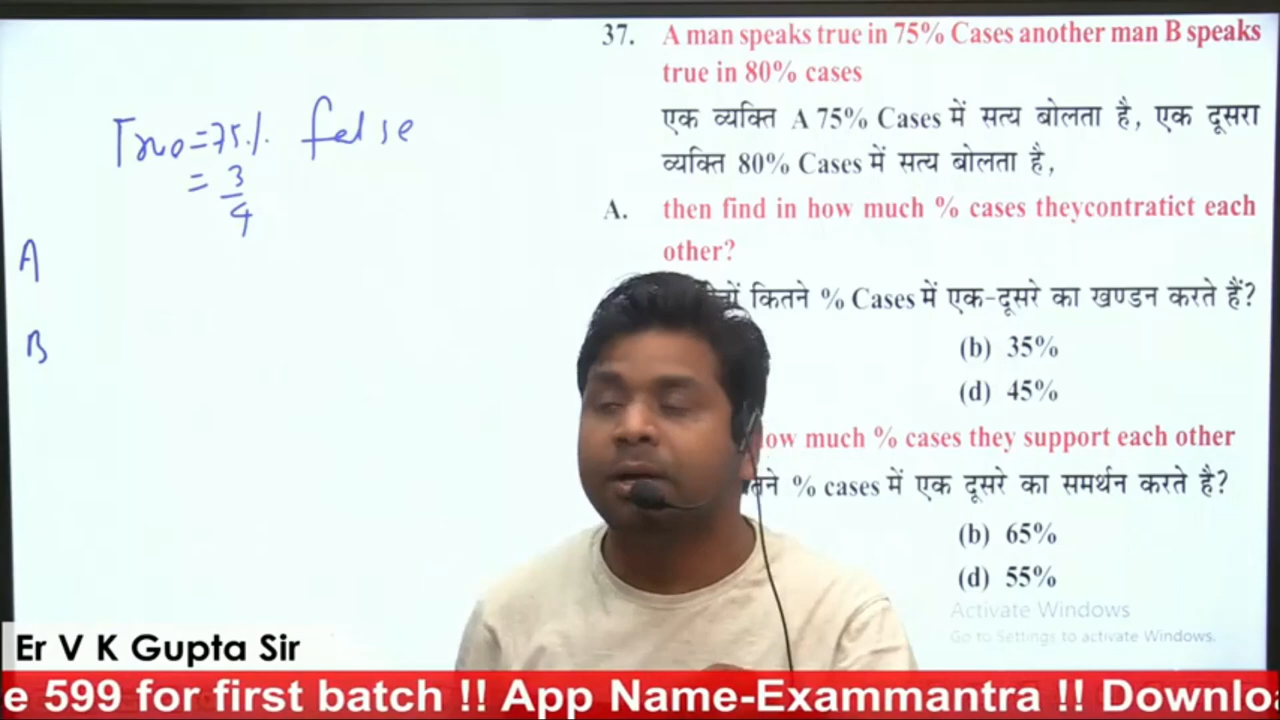 37. A man speaks true in 75% Cases another man B speaks
true in 80% cases
एक व्यक्ति A 75% Cases में सत्य बोलता है, एक दूसरा
व्यक्ति 80% Cases में सत्य बोलता है,
A. then find in how much % cases theycontratict each
other?
कितने % Cases में एक-दूसरे का खण्डन करते हैं?
(b) 35%
(d) 45%
how much % cases they support each other
% cases में एक दूसरे का समर्थन करते है?
(b) 65%
(d) 55%
=75% false
= 3/4
A
B
Activate Windows
Go to Settings to activate Windows.
Er V K Gupta Sir
e 599 for first batch !! App Name-Exammantra !! Downlo